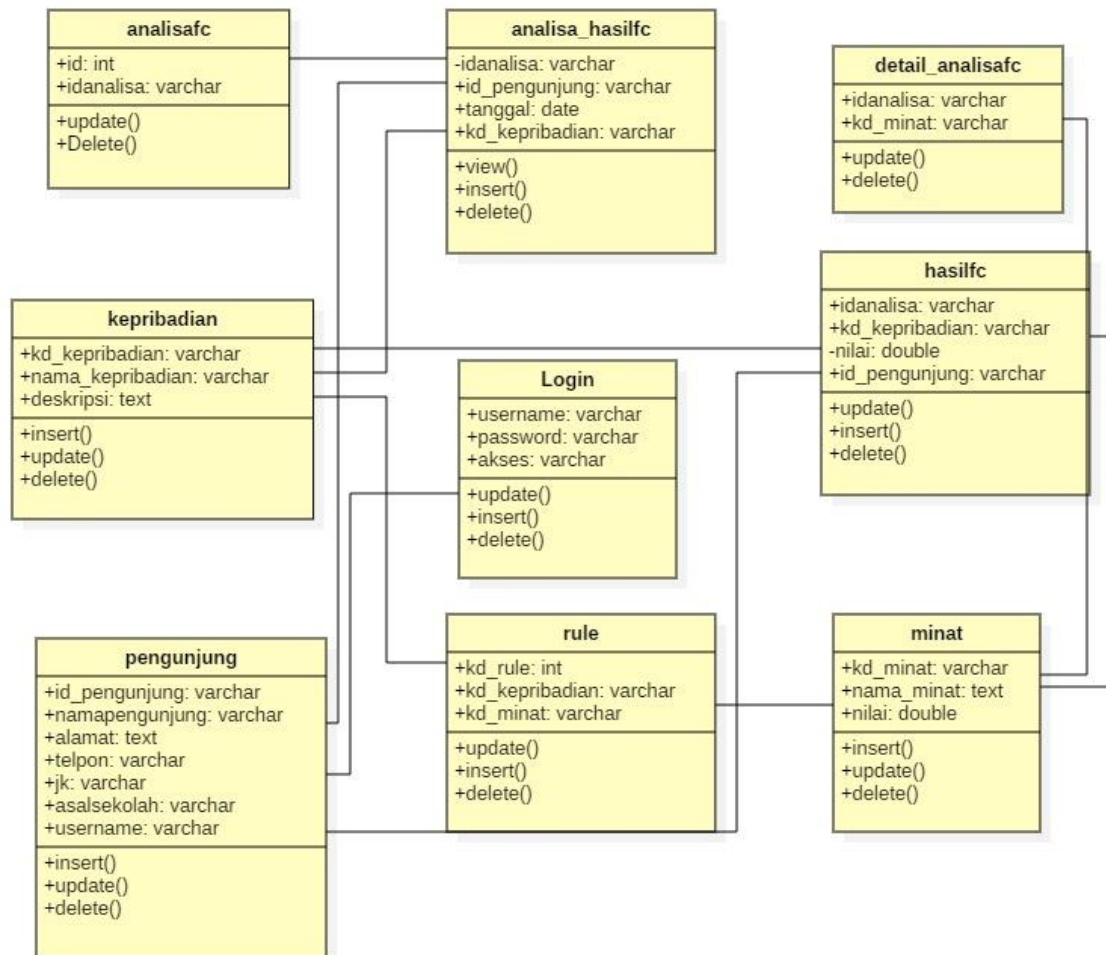 analisafc
+id: int
+idanalisa: varchar
+update()
+Delete()
analisa_hasilfc
-idanalisa: varchar
+id_pengunjung: varchar
+tanggal: date
+kd_kepribadian: varchar
+view()
+insert()
+delete()
detail_analisafc
+idanalisa: varchar
+kd_minat: varchar
+update()
+delete()
hasilfc
+idanalisa: varchar
+kd_kepribadian: varchar
-nilai: double
+id_pengunjung: varchar
+update()
+insert()
+delete()
kepribadian
+kd_kepribadian: varchar
+nama_kepribadian: varchar
+deskripsi: text
+insert()
+update()
+delete()
Login
+username: varchar
+password: varchar
+akses: varchar
+update()
+insert()
+delete()
pengunjung
+id_pengunjung: varchar
+namapengunjung: varchar
+alamat: text
+telpon: varchar
+jk: varchar
+asalsekolah: varchar
+username: varchar
+insert()
+update()
+delete()
rule
+kd_rule: int
+kd_kepribadian: varchar
+kd_minat: varchar
+update()
+insert()
+delete()
minat
+kd_minat: varchar
+nama_minat: text
+nilai: double
+insert()
+update()
+delete()